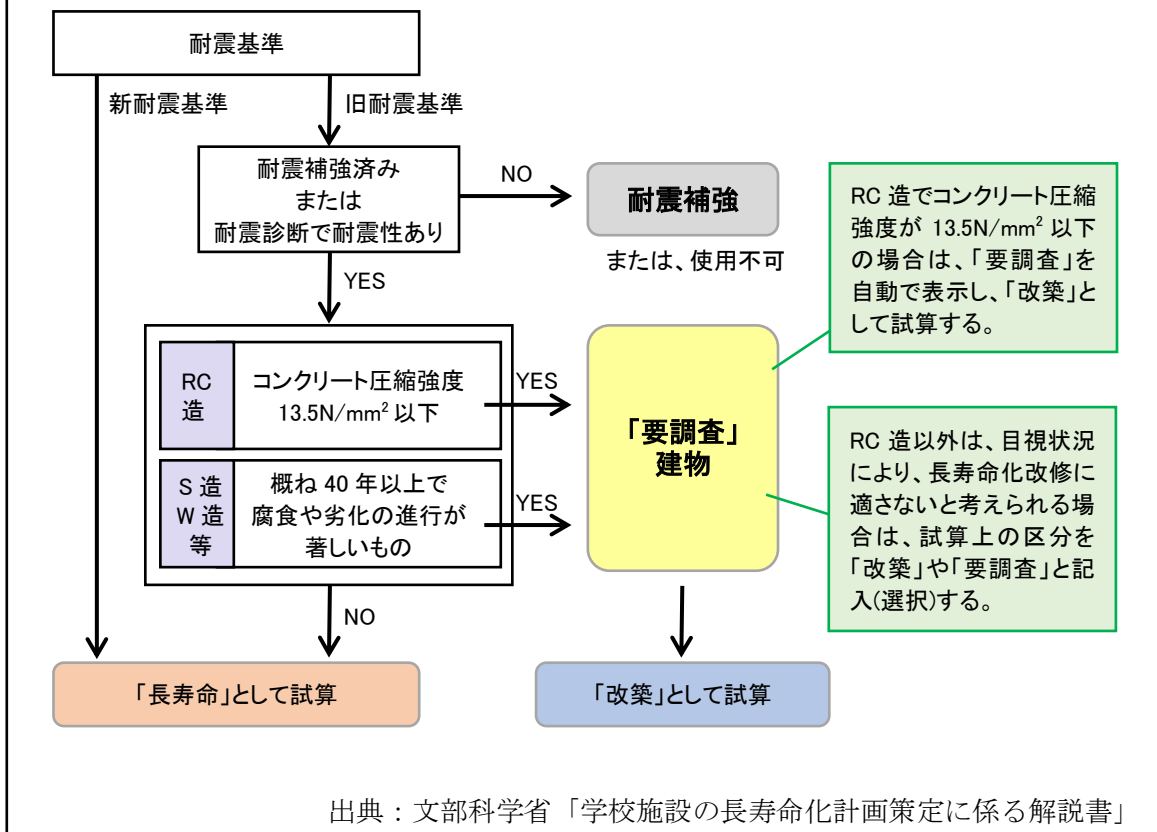 耐震基準
新耐震基準
旧耐震基準
耐震補強済み
または
耐震診断で耐震性あり
NO
耐震補強
または、使用不可
YES
RC
造
コンクリート圧縮強度
13.5N/mm²以下
YES
S 造
W 造
等
概ね 40 年以上で
腐食や劣化の進行が
著しいもの
YES
「要調査」
建物
NO
「長寿命」として試算
「改築」として試算
RC 造でコンクリート圧縮
強度が 13.5N/mm² 以下
の場合は、「要調査」を
自動で表示し、「改築」と
して試算する。
RC 造以外は、目視状況
により、長寿命化改修に
適さないと考えられる場
合は、試算上の区分を
「改築」や「要調査」と記
入(選択)する。
出典：文部科学省「学校施設の長寿命化計画策定に係る解説書」